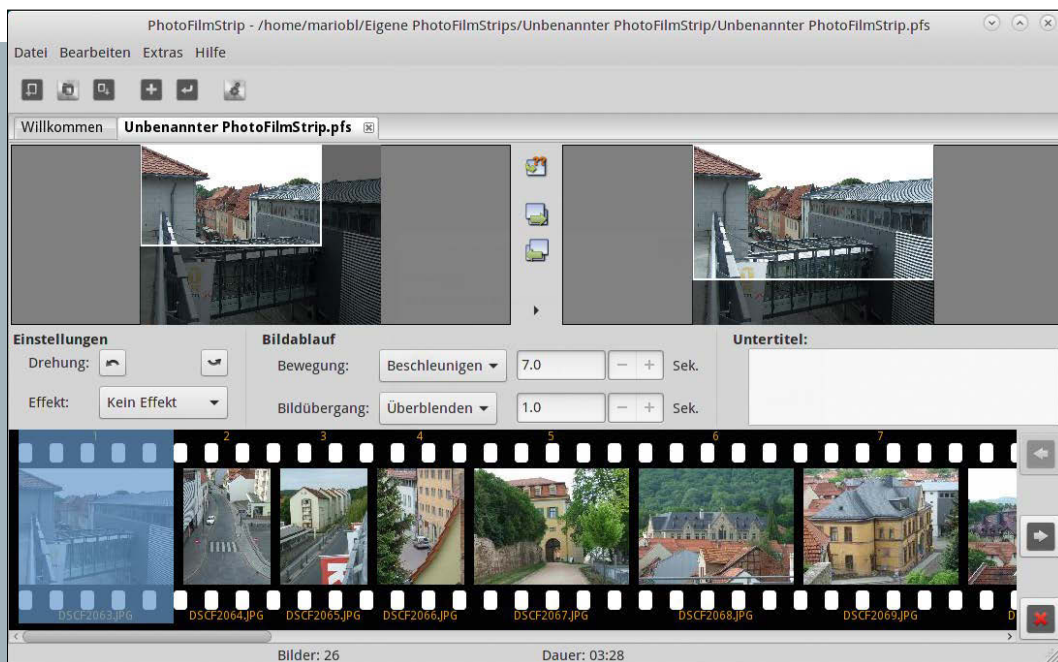 PhotoFilmStrip - /home/mariobl/Eigene PhotoFilmStrips/Unbenannter PhotoFilmStrip/Unbenannter PhotoFilmStrip.pfs
Datei Bearbeiten Extras Hilfe
Willkommen Unbenannter PhotoFilmStrip.pfs
Einstellungen Bildablauf Untertitel:
Drehung: Bewegung: Beschleunigen 7.0 Sek.
Effekt: Kein Effekt Bildübergang: Überblenden 1.0 Sek.
1 2 3 4 5 6 7
DSCF2063.JPG DSCF2064.JPG DSCF2065.JPG DSCF2066.JPG DSCF2067.JPG DSCF2068.JPG DSCF2069.JPG D
Bilder: 26 Dauer: 03:28